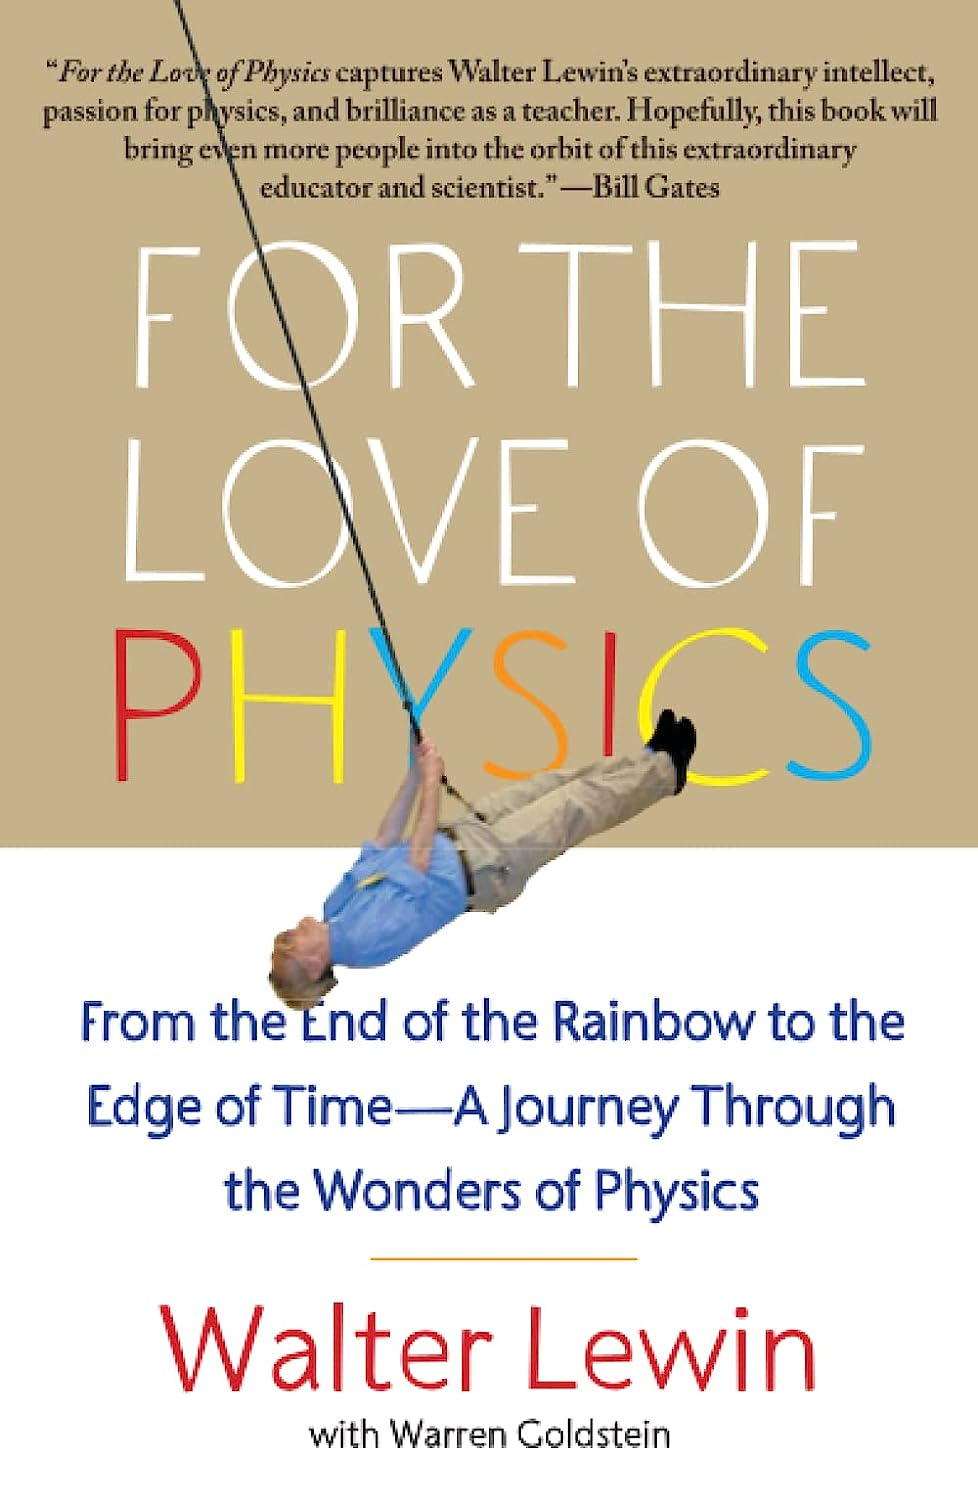 “For the Love of Physics captures Walter Lewin’s extraordinary intellect,
passion for physics, and brilliance as a teacher. Hopefully, this book will
bring even more people into the orbit of this extraordinary
educator and scientist.”—Bill Gates
FOR THE
LOVE OF
PHYSICS
From the End of the Rainbow to the
Edge of Time—A Journey Through
the Wonders of Physics
Walter Lewin
with Warren Goldstein